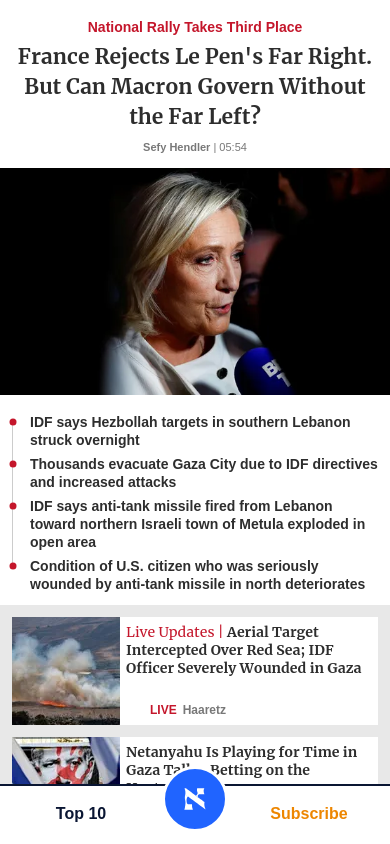 National Rally Takes Third Place
France Rejects Le Pen's Far Right.
But Can Macron Govern Without
the Far Left?
Sefy Hendler | 05:54
IDF says Hezbollah targets in southern Lebanon
struck overnight
Thousands evacuate Gaza City due to IDF directives
and increased attacks
IDF says anti-tank missile fired from Lebanon
toward northern Israeli town of Metula exploded in
open area
Condition of U.S. citizen who was seriously
wounded by anti-tank missile in north deteriorates
Live Updates | Aerial Target
Intercepted Over Red Sea; IDF
Officer Severely Wounded in Gaza
LIVE Haaretz
Netanyahu Is Playing for Time in
Gaza Betting on the
Top 10
Subscribe